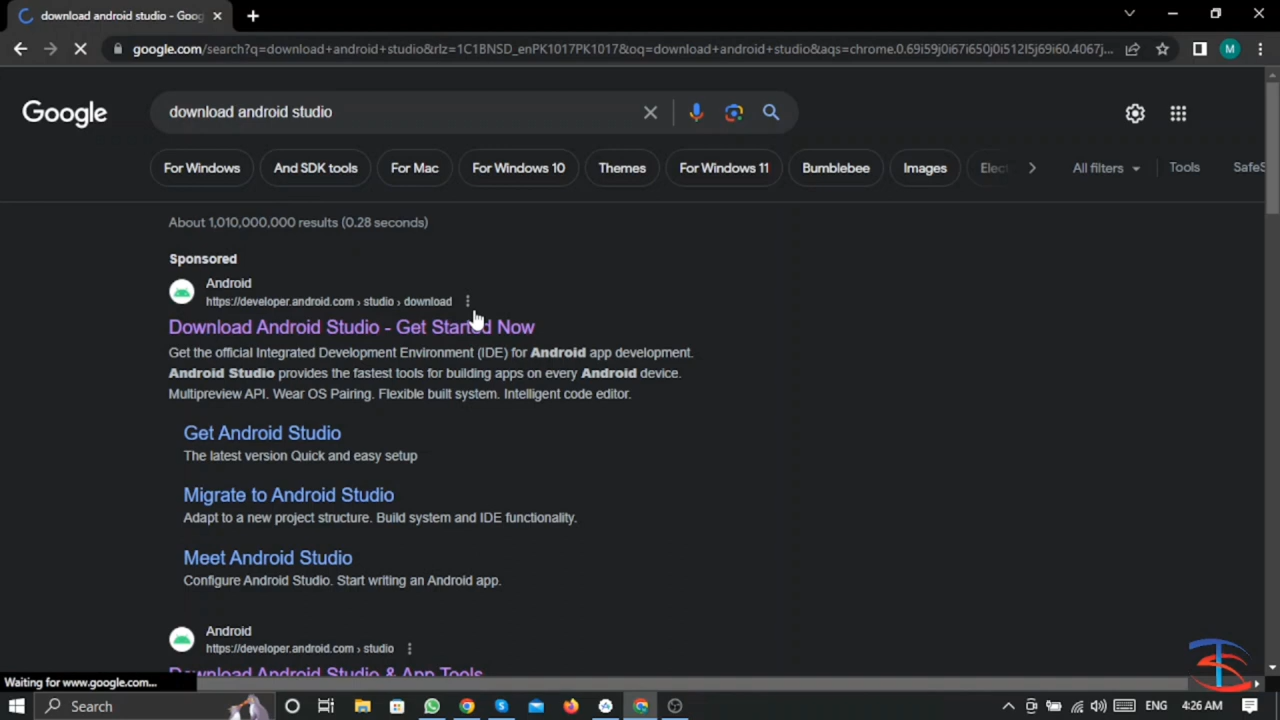 download android studio - Goog
google.com/search?q=download+android+studio&rlz=1C1BNSD_enPK1017PK1017&oq=download+android+studio&aqs=chrome.0.69i59j0i67i650j0i512l5j69i60.4067j...
M
Google
download android studio
For Windows
And SDK tools
For Mac
For Windows 10
Themes
For Windows 11
Bumblebee
Images
Elect
All filters
Tools
SafeS
About 1,010,000,000 results (0.28 seconds)
Sponsored
Android
https://developer.android.com › studio › download
Download Android Studio - Get Started Now
Get the official Integrated Development Environment (IDE) for Android app development.
Android Studio provides the fastest tools for building apps on every Android device.
Multipreview API. Wear OS Pairing. Flexible built system. Intelligent code editor.
Get Android Studio
The latest version Quick and easy setup
Migrate to Android Studio
Adapt to a new project structure. Build system and IDE functionality.
Meet Android Studio
Configure Android Studio. Start writing an Android app.
Android
https://developer.android.com › studio
Download Android Studio & App Tools
Waiting for www.google.com...
Search
ENG
4:26 AM